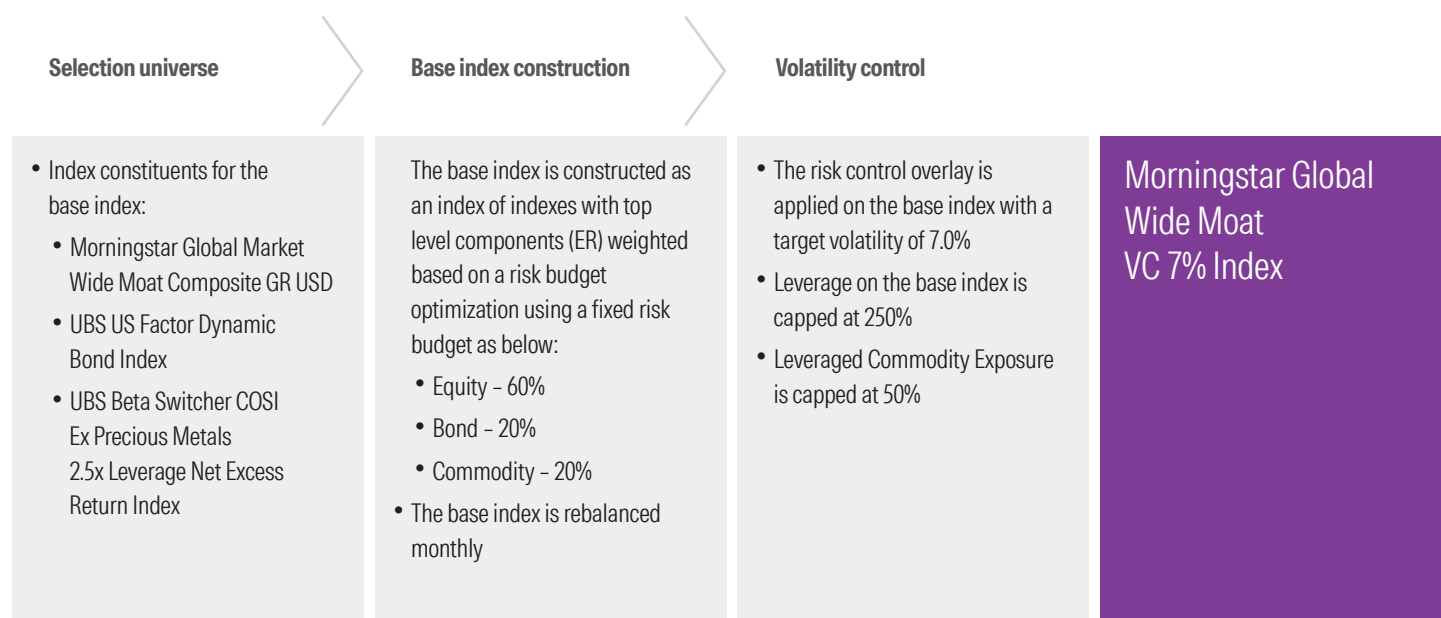 Selection universe
Base index construction
Volatility control
• Index constituents for the
base index:
• Morningstar Global Market
Wide Moat Composite GR USD
• UBS US Factor Dynamic
Bond Index
• UBS Beta Switcher COSI
Ex Precious Metals
2.5x Leverage Net Excess
Return Index
The base index is constructed as
an index of indexes with top
level components (ER) weighted
based on a risk budget
optimization using a fixed risk
budget as below:
• Equity – 60%
• Bond – 20%
• Commodity – 20%
• The base index is rebalanced
monthly
• The risk control overlay is
applied on the base index with a
target volatility of 7.0%
• Leverage on the base index is
capped at 250%
• Leveraged Commodity Exposure
is capped at 50%
Morningstar Global
Wide Moat
VC 7% Index